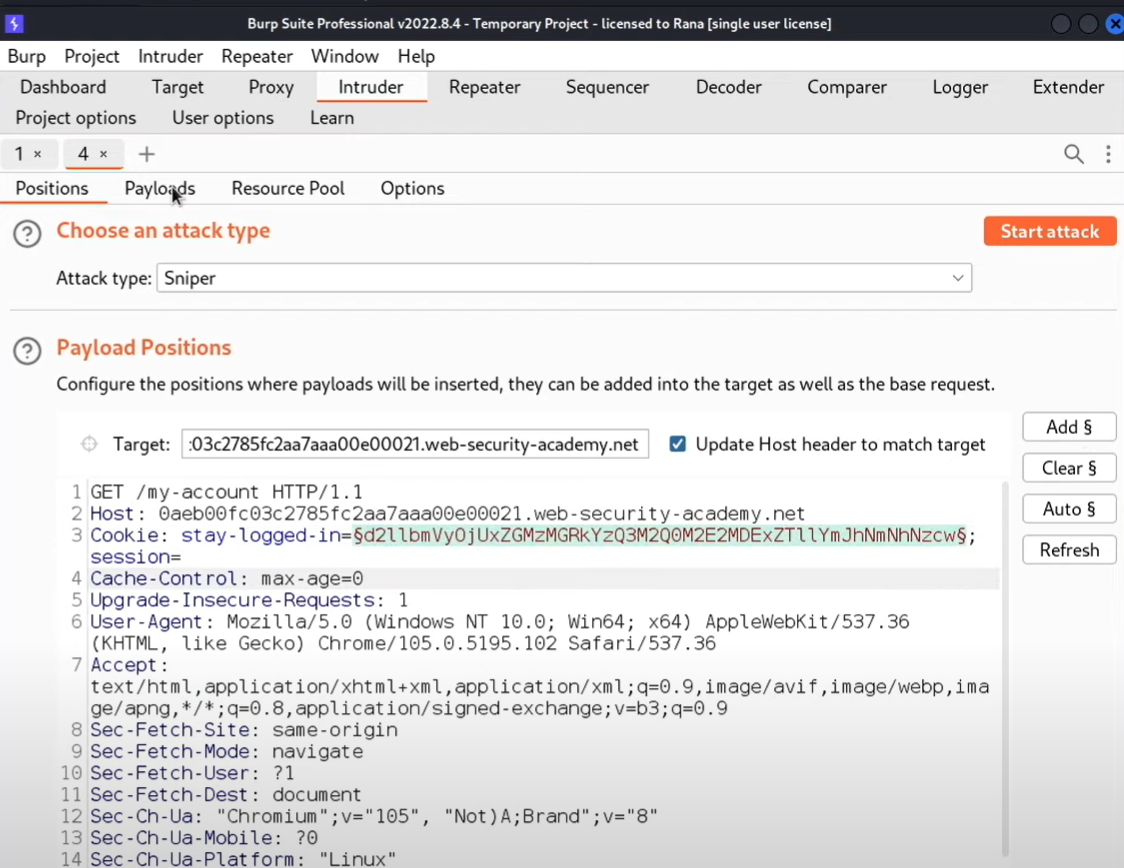 Burp Suite Professional v2022.8.4 - Temporary Project - licensed to Rana [single user license]
Burp Project Intruder Repeater Window Help
Dashboard Target Proxy Intruder Repeater Sequencer Decoder Comparer Logger Extender
Project options User options Learn
1 × 4 × +
Positions Payloads Resource Pool Options
? Choose an attack type Start attack
Attack type: Sniper
? Payload Positions
Configure the positions where payloads will be inserted, they can be added into the target as well as the base request.
Add §
Target: :03c2785fc2aa7aaa00e00021.web-security-academy.net Update Host header to match target
Clear §
Auto §
Refresh
1 GET /my-account HTTP/1.1
2 Host: 0aeb00fc03c2785fc2aa7aaa00e00021.web-security-academy.net
3 Cookie: stay-logged-in=§d2llbmVyOjUxZGMzMGRkYzQ3M2Q0M2E2MDExZTllYmJhNmNhNzcw§;
session=
4 Cache-Control: max-age=0
5 Upgrade-Insecure-Requests: 1
6 User-Agent: Mozilla/5.0 (Windows NT 10.0; Win64; x64) AppleWebKit/537.36
(KHTML, like Gecko) Chrome/105.0.5195.102 Safari/537.36
7 Accept:
text/html,application/xhtml+xml,application/xml;q=0.9,image/avif,image/webp,ima
ge/apng,*/*;q=0.8,application/signed-exchange;v=b3;q=0.9
8 Sec-Fetch-Site: same-origin
9 Sec-Fetch-Mode: navigate
10 Sec-Fetch-User: ?1
11 Sec-Fetch-Dest: document
12 Sec-Ch-Ua: "Chromium";v="105", "Not)A;Brand";v="8"
13 Sec-Ch-Ua-Mobile: ?0
14 Sec-Ch-Ua-Platform: "Linux"